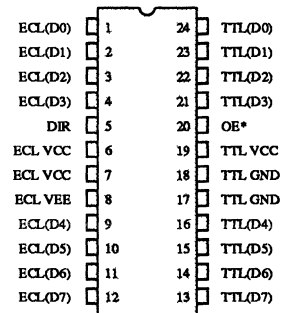 ECL(D0) 1 24 TTL(D0)
ECL(D1) 2 23 TTL(D1)
ECL(D2) 3 22 TTL(D2)
ECL(D3) 4 21 TTL(D3)
DIR 5 20 OE*
ECL VCC 6 19 TTL VCC
ECL VCC 7 18 TTL GND
ECL VEE 8 17 TTL GND
ECL(D4) 9 16 TTL(D4)
ECL(D5) 10 15 TTL(D5)
ECL(D6) 11 14 TTL(D6)
ECL(D7) 12 13 TTL(D7)